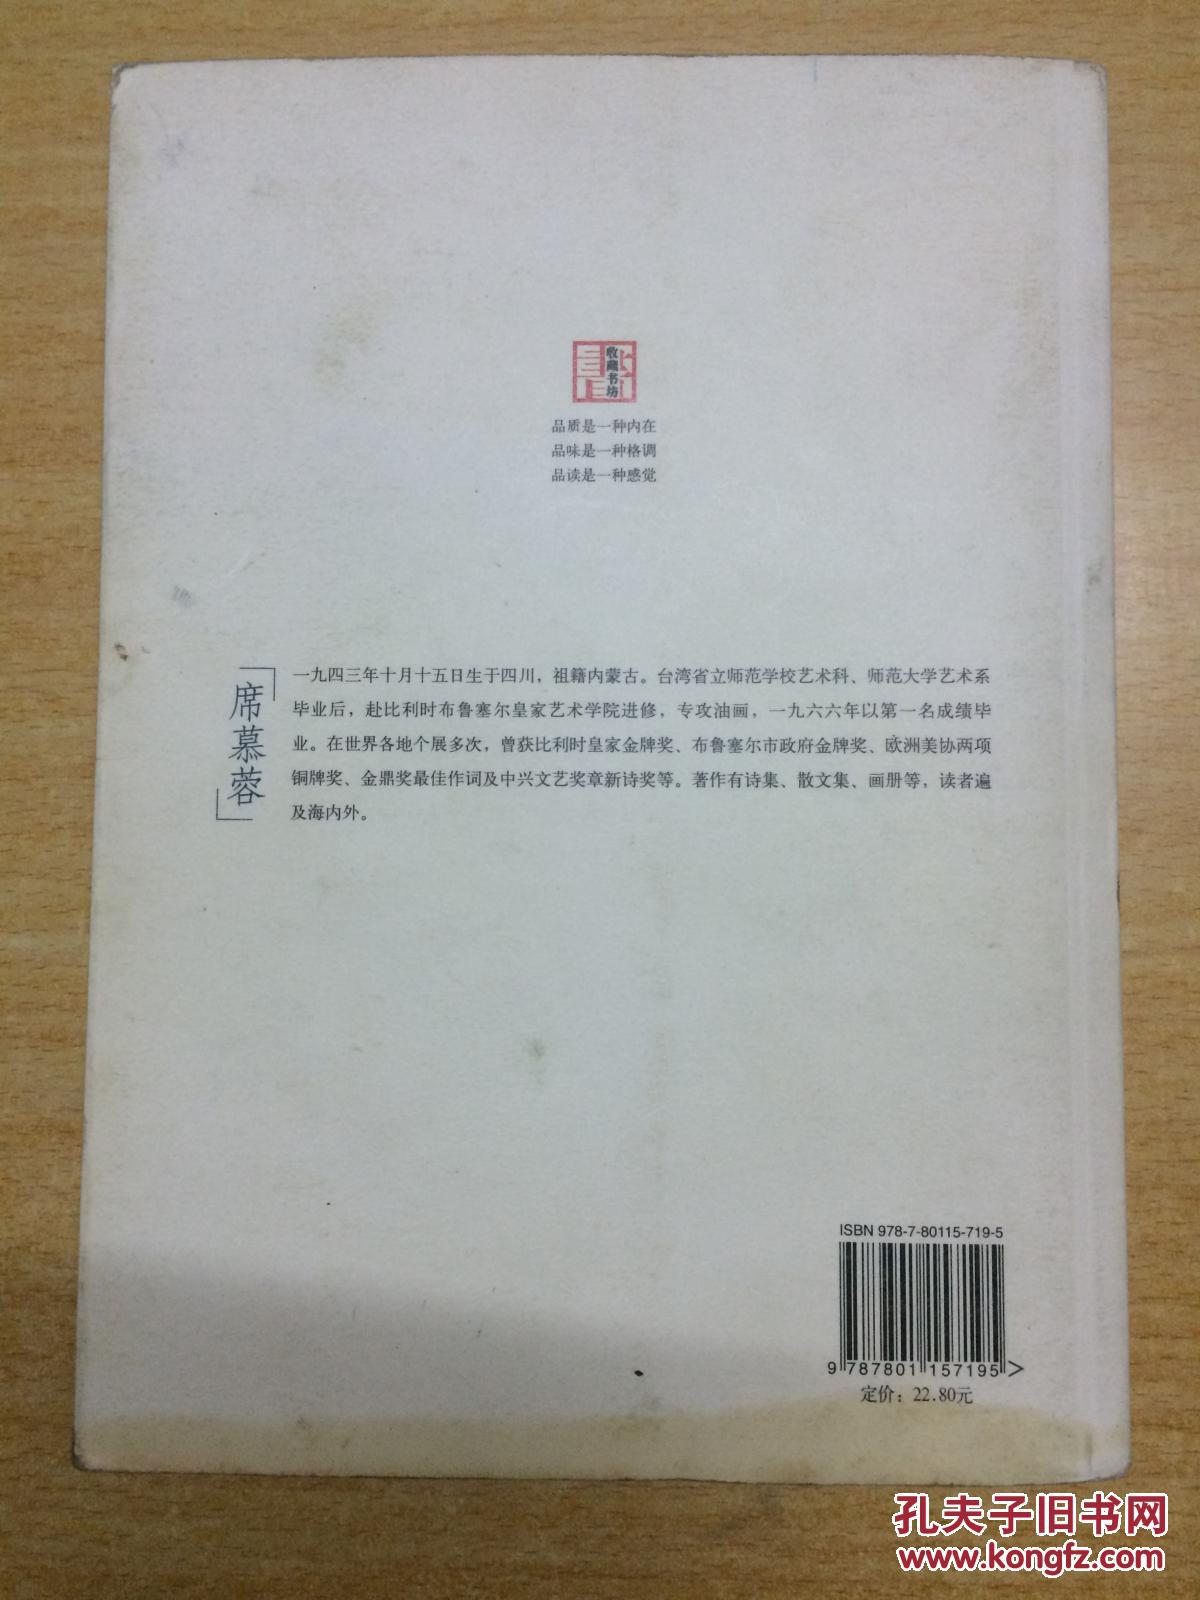 收藏书坊
品质是一种内在
品味是一种格调
品读是一种感觉
「席慕蓉」
一九四三年十月十五日生于四川，祖籍内蒙古。台湾省立师范学校艺术科、师范大学艺术系
毕业后，赴比利时布鲁塞尔皇家艺术学院进修，专攻油画，一九六六年以第一名成绩毕
业。在世界各地个展多次，曾获比利时皇家金牌奖、布鲁塞尔市政府金牌奖、欧洲美协两项
铜牌奖、金鼎奖最佳作词及中兴文艺奖章新诗奖等。著作有诗集、散文集、画册等，读者遍
及海内外。
ISBN 978-7-80115-719-5
9 787801 157195 >
定价：22.80元
孔夫子旧书网
www.kongfz.com